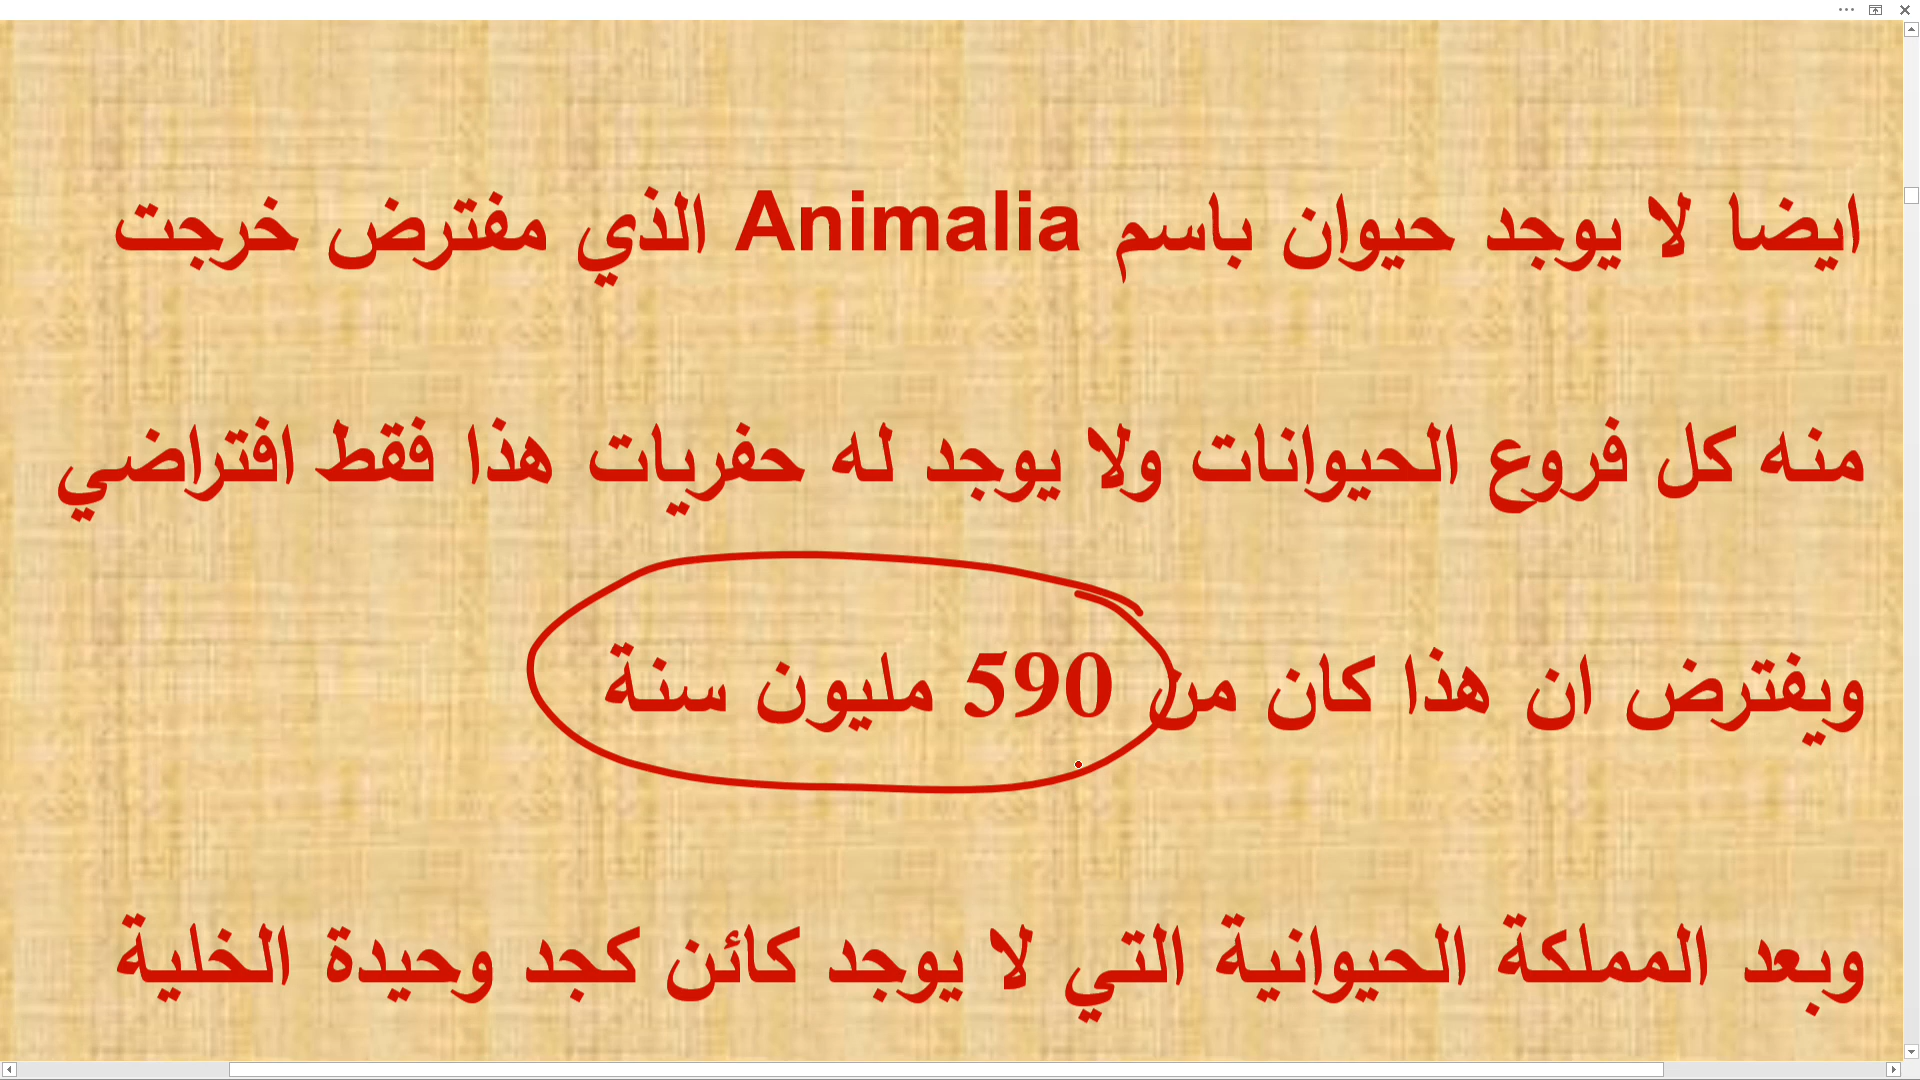 ايضا لا يوجد حيوان باسم Animalia الذي مفترض خرجت
منه كل فروع الحيوانات ولا يوجد له حفريات هذا فقط افتراضي
ويفترض ان هذا كان من 590 مليون سنة
وبعد المملكة الحيوانية التي لا يوجد كائن كجد وحيدة الخلية